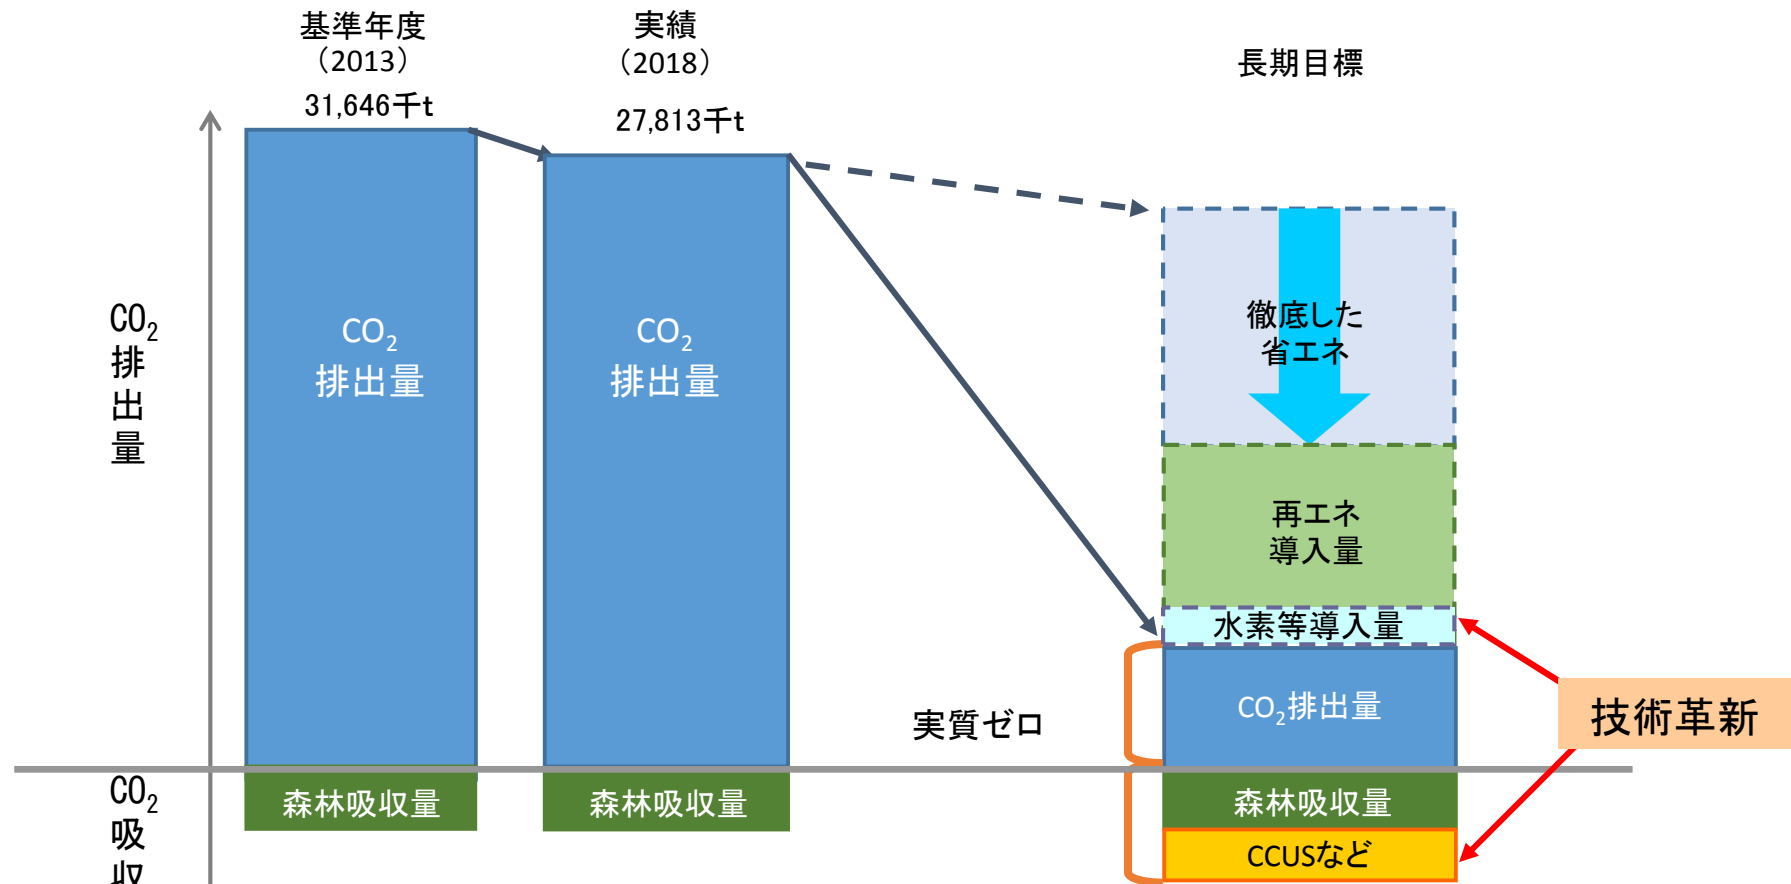 基準年度
（2013）
31,646千t
実績
（2018）
27,813千t
長期目標
CO2
排
出
量
CO2
排出量
CO2
排出量
徹底した
省エネ
再エネ
導入量
水素等導入量
CO2排出量
実質ゼロ
技術革新
CO2
吸
収
森林吸収量
森林吸収量
森林吸収量
CCUSなど